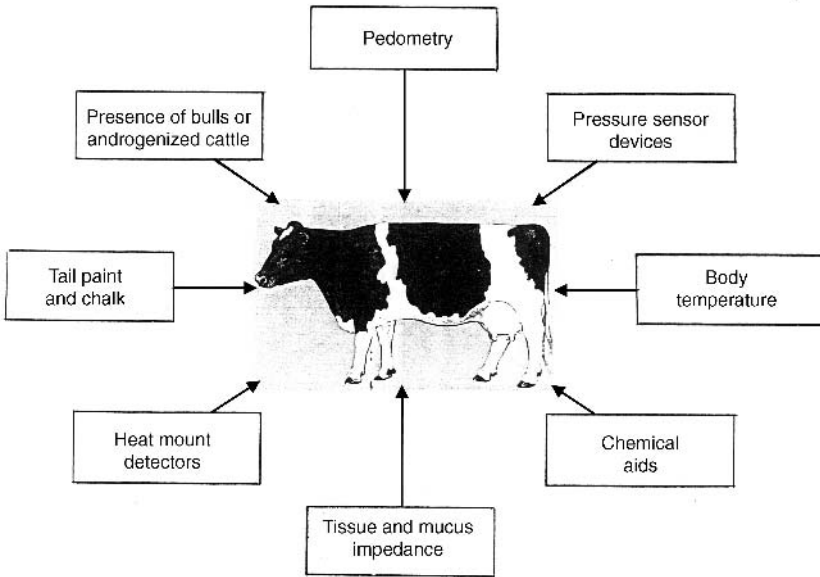 Pedometry
Presence of bulls or
androgenized cattle
Pressure sensor
devices
Tail paint
and chalk
Body
temperature
Heat mount
detectors
Chemical
aids
Tissue and mucus
impedance